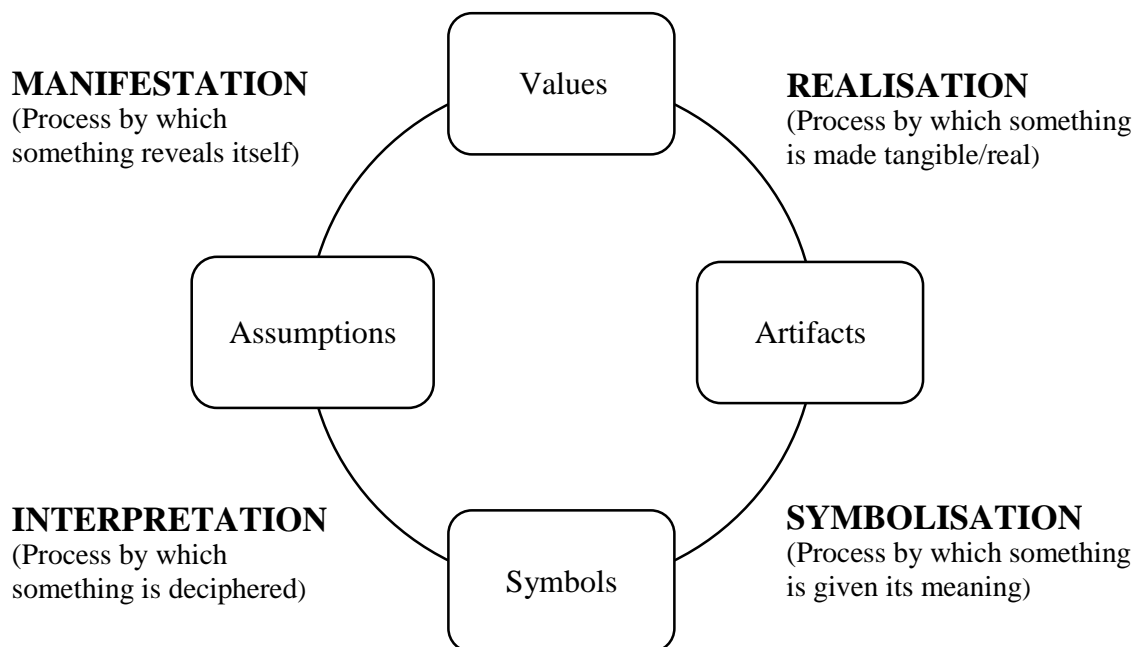 Values
MANIFESTATION
(Process by which
something reveals itself)
REALISATION
(Process by which something
is made tangible/real)
Assumptions
Artifacts
INTERPRETATION
(Process by which
something is deciphered)
SYMBOLISATION
(Process by which something
is given its meaning)
Symbols